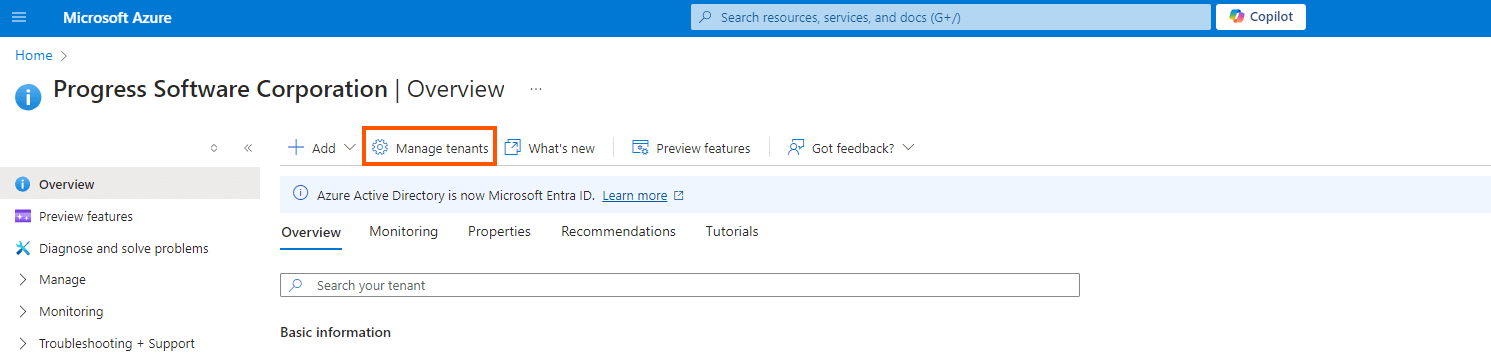 Microsoft Azure
Search resources, services, and docs (G+/)
Copilot
Home
Progress Software Corporation | Overview
Add
Manage tenants
What's new
Preview features
Got feedback?
Overview
Azure Active Directory is now Microsoft Entra ID. Learn more
Preview features
Overview Monitoring Properties Recommendations Tutorials
Diagnose and solve problems
Manage
Search your tenant
Monitoring
Basic information
Troubleshooting + Support